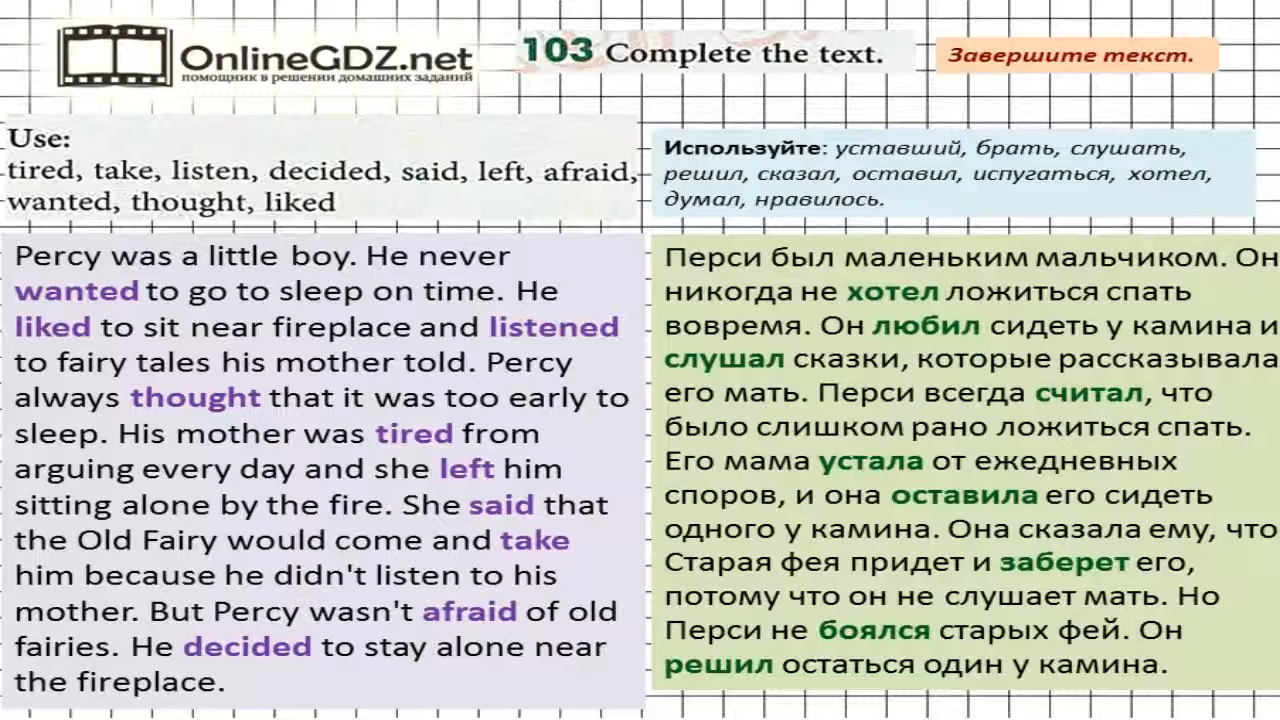 OnlineGDZ.net
помощник в решении домашних заданий
103 Complete the text.
Завершите текст.
Use:
tired, take, listen, decided, said, left, afraid,
wanted, thought, liked
Используйте: уставший, брать, слушать,
решил, сказал, оставил, испугаться, хотел,
думал, нравилось.
Percy was a little boy. He never
wanted to go to sleep on time. He
liked to sit near fireplace and listened
to fairy tales his mother told. Percy
always thought that it was too early to
sleep. His mother was tired from
arguing every day and she left him
sitting alone by the fire. She said that
the Old Fairy would come and take
him because he didn't listen to his
mother. But Percy wasn't afraid of old
fairies. He decided to stay alone near
the fireplace.
Перси был маленьким мальчиком. Он
никогда не хотел ложиться спать
вовремя. Он любил сидеть у камина и
слушал сказки, которые рассказывала
его мать. Перси всегда считал, что
было слишком рано ложиться спать.
Его мама устала от ежедневных
споров, и она оставила его сидеть
одного у камина. Она сказала ему, что
Старая фея придет и заберет его,
потому что он не слушает мать. Но
Перси не боялся старых фей. Он
решил остаться один у камина.